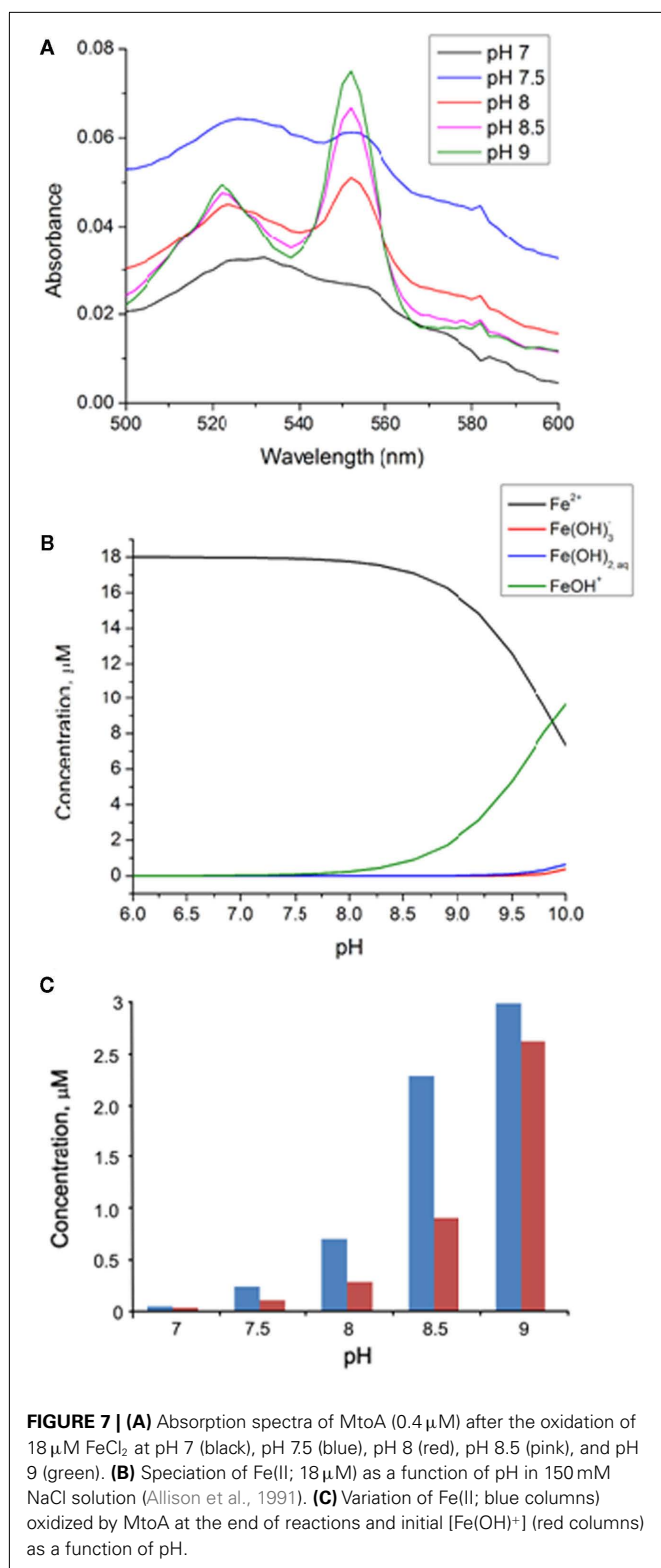 A
pH 7
pH 7.5
pH 8
pH 8.5
pH 9
0.08
0.06
0.04
0.02
0.00
Absorbance
500 520 540 560 580 600
Wavelength (nm)
B
Fe²⁺
Fe(OH)₃⁻
Fe(OH)₂,aq
FeOH⁺
18
16
14
12
10
8
6
4
2
0
Concentration, μM
6.0 6.5 7.0 7.5 8.0 8.5 9.0 9.5 10.0
pH
C
3
2.5
2.0
1.0
0.5
0
Concentration, μM
7 7.5 8 8.5 9
pH
FIGURE 7 | (A) Absorption spectra of MtoA (0.4 μM) after the oxidation of
18 μM FeCl₂ at pH 7 (black), pH 7.5 (blue), pH 8 (red), pH 8.5 (pink), and pH
9 (green). (B) Speciation of Fe(II; 18 μM) as a function of pH in 150 mM
NaCl solution (Allison et al., 1991). (C) Variation of Fe(II; blue columns)
oxidized by MtoA at the end of reactions and initial [Fe(OH)⁺] (red columns)
as a function of pH.